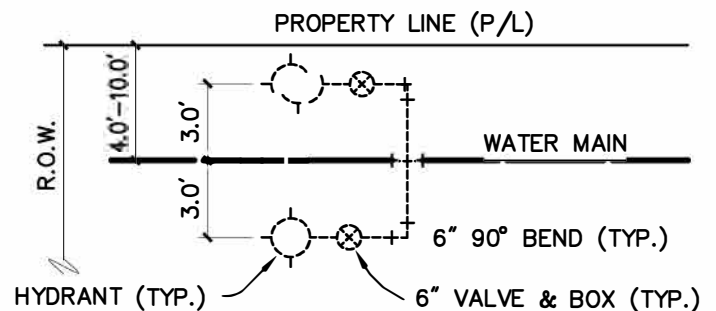 PROPERTY LINE (P/L)
R.O.W.
4.0'-10.0'
3.0'
WATER MAIN
3.0'
6" 90° BEND (TYP.)
HYDRANT (TYP.)
6" VALVE & BOX (TYP.)